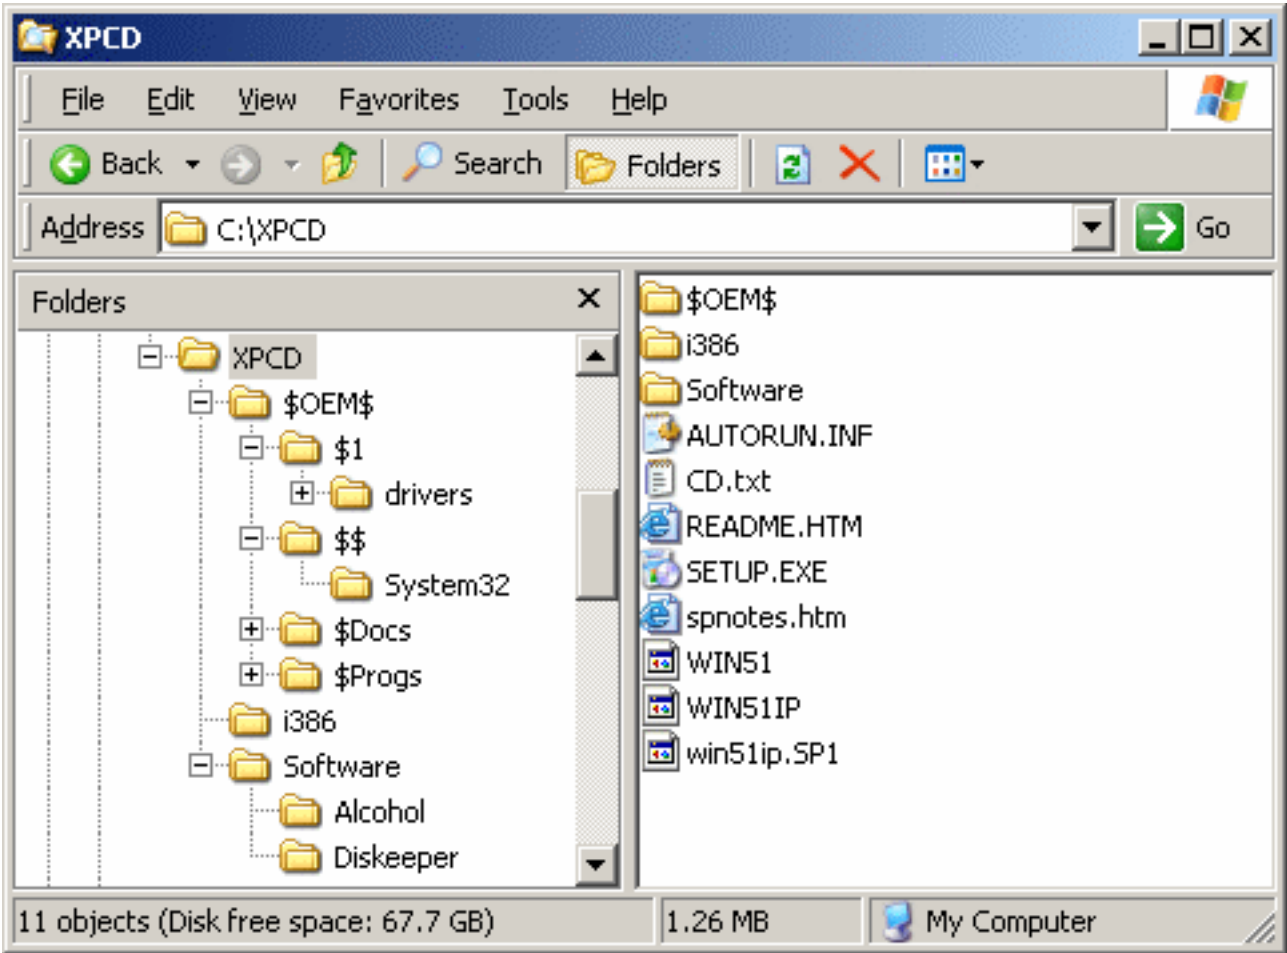 XPCD
File Edit View Favorites Tools Help
Back Search Folders
Address C:\XPCD Go
Folders
XPCD
$OEM$
$1
drivers
$$
System32
$Docs
$Progs
i386
Software
Alcohol
Diskeeper
$OEM$
i386
Software
AUTORUN.INF
CD.txt
README.HTM
SETUP.EXE
spnotes.htm
WIN51
WIN51IP
win51ip.SP1
11 objects (Disk free space: 67.7 GB) 1.26 MB My Computer